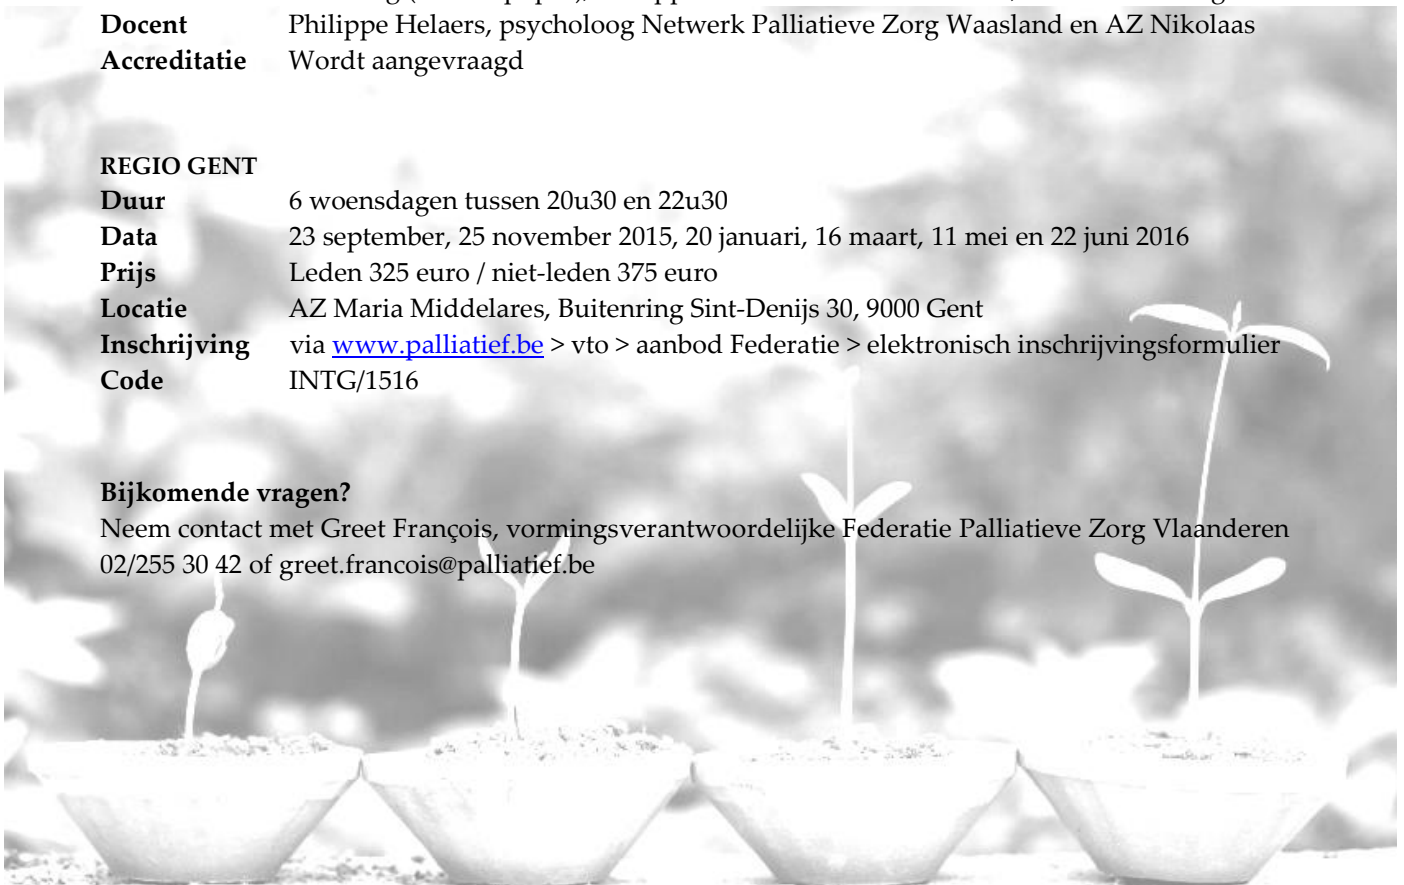 Docent Philippe Helaers, psycholoog Netwerk Palliatieve Zorg Waasland en AZ Nikolaas
Accreditatie Wordt aangevraagd
REGIO GENT
Duur 6 woensdagen tussen 20u30 en 22u30
Data 23 september, 25 november 2015, 20 januari, 16 maart, 11 mei en 22 juni 2016
Prijs Leden 325 euro / niet-leden 375 euro
Locatie AZ Maria Middelares, Buitenring Sint-Denijs 30, 9000 Gent
Inschrijving via www.palliatief.be > vto > aanbod Federatie > elektronisch inschrijvingsformulier
Code INTG/1516
Bijkomende vragen?
Neem contact met Greet François, vormingsverantwoordelijke Federatie Palliatieve Zorg Vlaanderen
02/255 30 42 of greet.francois@palliatief.be